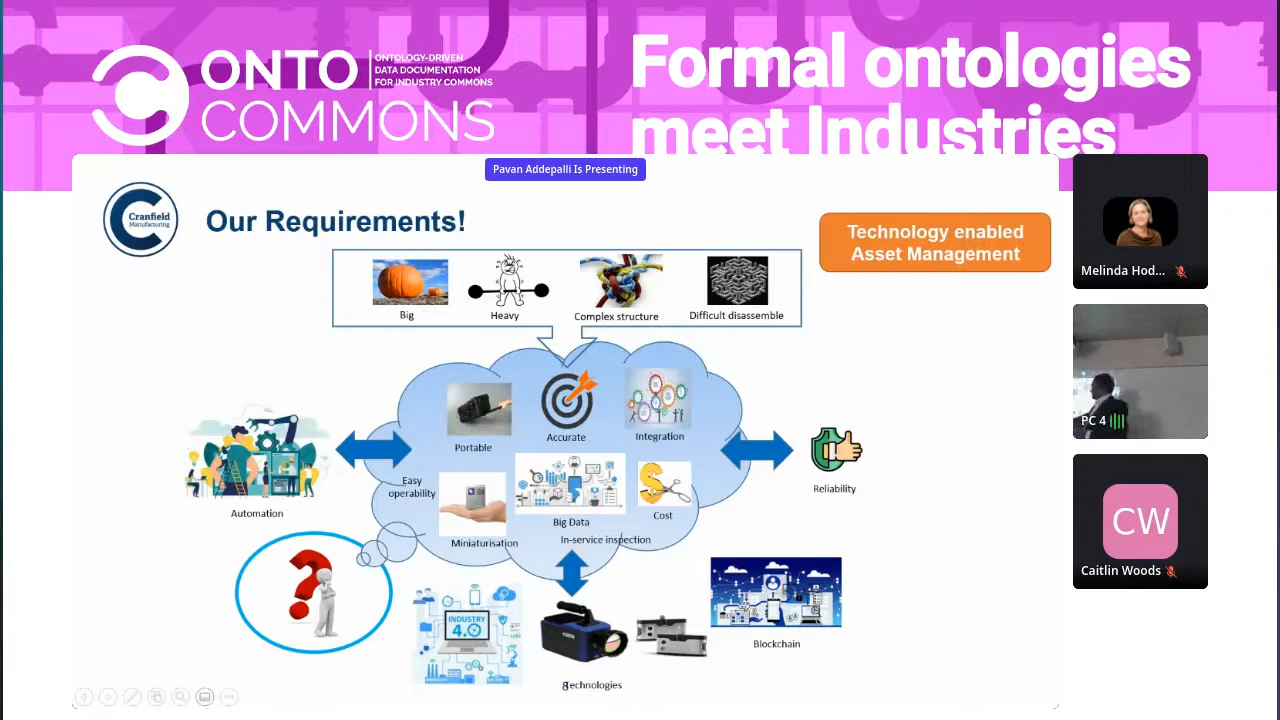 ONTO
COMMONS
ONTOLOGY-DRIVEN
DATA DOCUMENTATION
FOR INDUSTRY COMMONS
Formal ontologies
meet Industries
Pavan Addepalli Is Presenting
Cranfield
Manufacturing
Our Requirements!
Technology enabled
Asset Management
Big
Heavy
Complex structure
Difficult disassemble
Portable
Accurate
Integration
Easy
operability
Miniaturisation
Big Data
Cost
In-service inspection
Automation
Reliability
INDUSTRY
4.0
Blockchain
8
Technologies
Melinda Hod...
PC 4
CW
Caitlin Woods